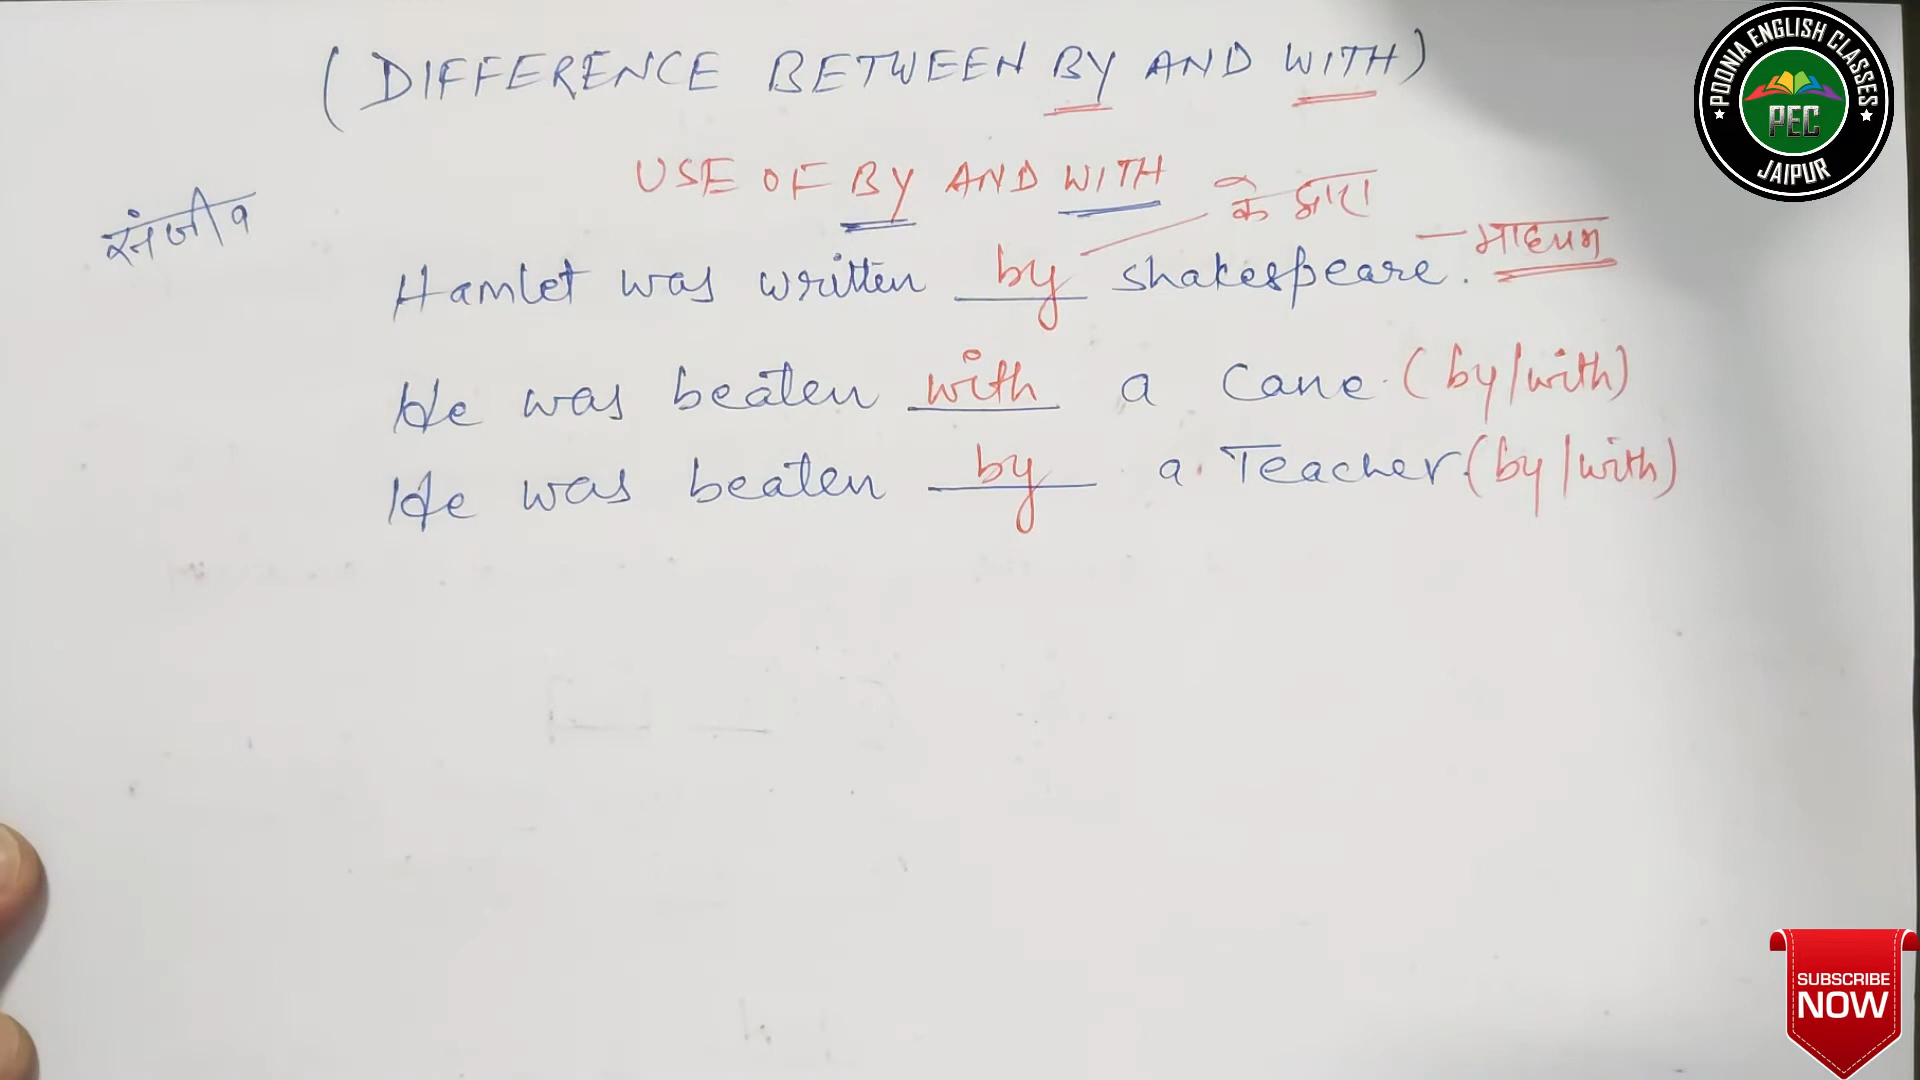 (DIFFERENCE BETWEEN BY AND WITH)
USE OF BY AND WITH
के द्वारा
संजीव
माध्यम
Hamlet was written by shakespeare.
He was beaten with a cane. (by/with)
He was beaten by a Teacher. (by/with)
POONIA ENGLISH CLASSES
PEC
JAIPUR
SUBSCRIBE
NOW